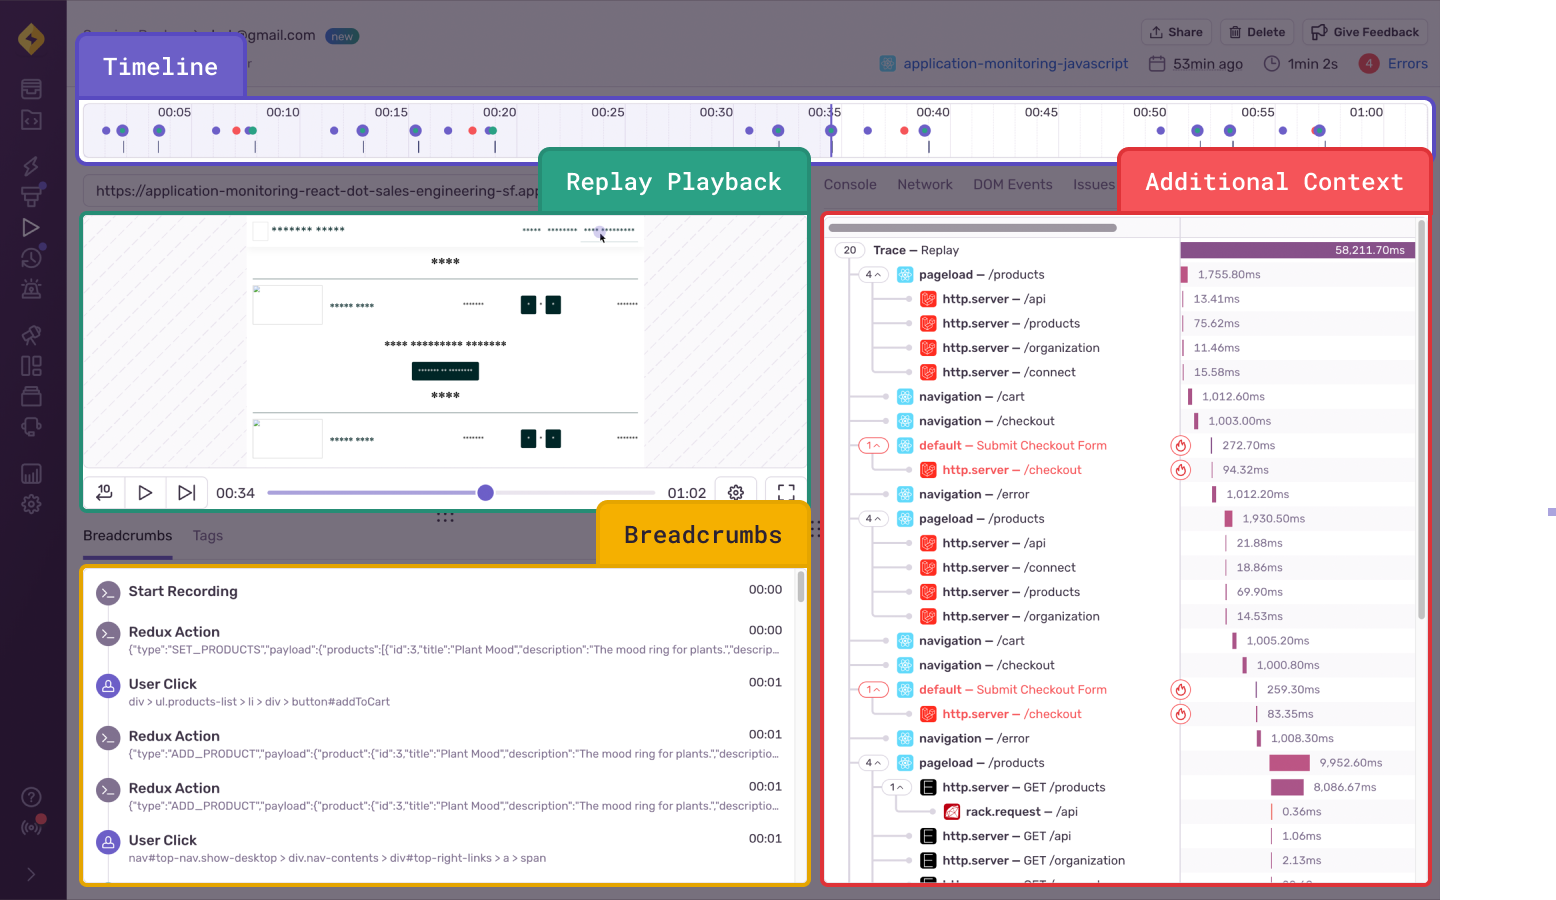 @gmail.com new
Share
Delete
Give Feedback
Timeline
application-monitoring-javascript
53min ago
1min 2s
4 Errors
00:05 00:10 00:15 00:20 00:25 00:30 00:35 00:40 00:45 00:50 00:55 01:00
https://application-monitoring-react-dot-sales-engineering-sf.app
Replay Playback
Console Network DOM Events Issues
Additional Context
******* *****
***** ******** *************
****
***** **** ******* * * * *******
**** ********* *******
******* ** ********
****
***** **** ******* * * * *******
10 00:34 01:02
Breadcrumbs Tags
Breadcrumbs
Start Recording 00:00
Redux Action 00:00
{"type":"SET_PRODUCTS","payload":{"products":[{"id":3,"title":"Plant Mood","description":"The mood ring for plants.","descrip...
User Click 00:01
div > ul.products-list > li > div > button#addToCart
Redux Action 00:01
{"type":"ADD_PRODUCT","payload":{"product":{"id":3,"title":"Plant Mood","description":"The mood ring for plants.","descriptio...
Redux Action 00:01
{"type":"ADD_PRODUCT","payload":{"product":{"id":3,"title":"Plant Mood","description":"The mood ring for plants.","descriptio...
User Click 00:01
nav#top-nav.show-desktop > div.nav-contents > div#top-right-links > a > span
20 Trace — Replay 58,211.70ms
4 pageload — /products 1,755.80ms
http.server — /api 13.41ms
http.server — /products 75.62ms
http.server — /organization 11.46ms
http.server — /connect 15.58ms
navigation — /cart 1,012.60ms
navigation — /checkout 1,003.00ms
1 default — Submit Checkout Form 272.70ms
http.server — /checkout 94.32ms
navigation — /error 1,012.20ms
4 pageload — /products 1,930.50ms
http.server — /api 21.88ms
http.server — /connect 18.86ms
http.server — /products 69.90ms
http.server — /organization 14.53ms
navigation — /cart 1,005.20ms
navigation — /checkout 1,000.80ms
1 default — Submit Checkout Form 259.30ms
http.server — /checkout 83.35ms
navigation — /error 1,008.30ms
4 pageload — /products 9,952.60ms
1 http.server — GET /products 8,086.67ms
rack.request — /api 0.36ms
http.server — GET /api 1.06ms
http.server — GET /organization 2.13ms